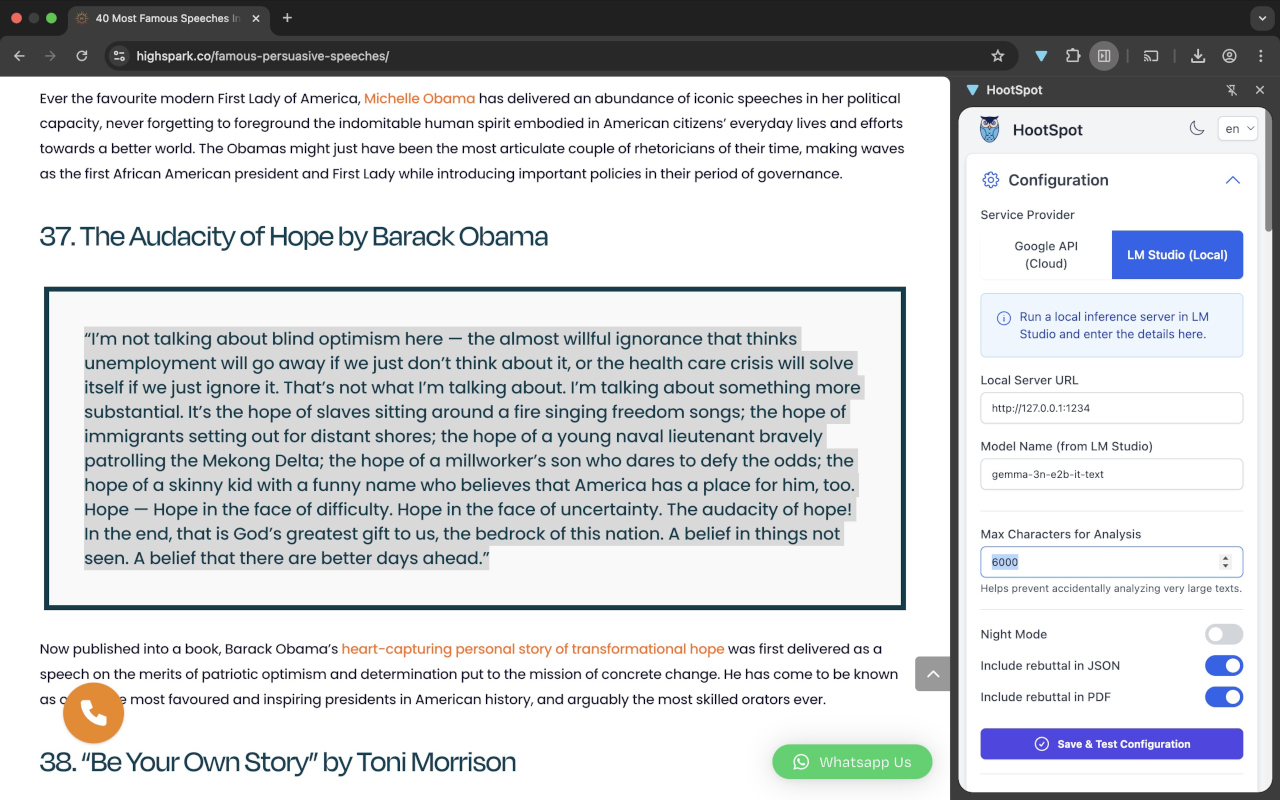 40 Most Famous Speeches In
highspark.co/famous-persuasive-speeches/
Ever the favourite modern First Lady of America, Michelle Obama has delivered an abundance of iconic speeches in her political
capacity, never forgetting to foreground the indomitable human spirit embodied in American citizens’ everyday lives and efforts
towards a better world. The Obamas might just have been the most articulate couple of rhetoricians of their time, making waves
as the first African American president and First Lady while introducing important policies in their period of governance.
37. The Audacity of Hope by Barack Obama
“I’m not talking about blind optimism here — the almost willful ignorance that thinks
unemployment will go away if we just don’t think about it, or the health care crisis will solve
itself if we just ignore it. That’s not what I’m talking about. I’m talking about something more
substantial. It’s the hope of slaves sitting around a fire singing freedom songs; the hope of
immigrants setting out for distant shores; the hope of a young naval lieutenant bravely
patrolling the Mekong Delta; the hope of a millworker’s son who dares to defy the odds; the
hope of a skinny kid with a funny name who believes that America has a place for him, too.
Hope — Hope in the face of difficulty. Hope in the face of uncertainty. The audacity of hope!
In the end, that is God’s greatest gift to us, the bedrock of this nation. A belief in things not
seen. A belief that there are better days ahead.”
Now published into a book, Barack Obama’s heart-capturing personal story of transformational hope was first delivered as a
speech on the merits of patriotic optimism and determination put to the mission of concrete change. He has come to be known
as most favoured and inspiring presidents in American history, and arguably the most skilled orators ever.
38. “Be Your Own Story” by Toni Morrison
Whatsapp Us
HootSpot
HootSpot
en
Configuration
Service Provider
Google API
(Cloud)
LM Studio (Local)
Run a local inference server in LM
Studio and enter the details here.
Local Server URL
http://127.0.0.1:1234
Model Name (from LM Studio)
gemma-3n-e2b-it-text
Max Characters for Analysis
6000
Helps prevent accidentally analyzing very large texts.
Night Mode
Include rebuttal in JSON
Include rebuttal in PDF
Save & Test Configuration